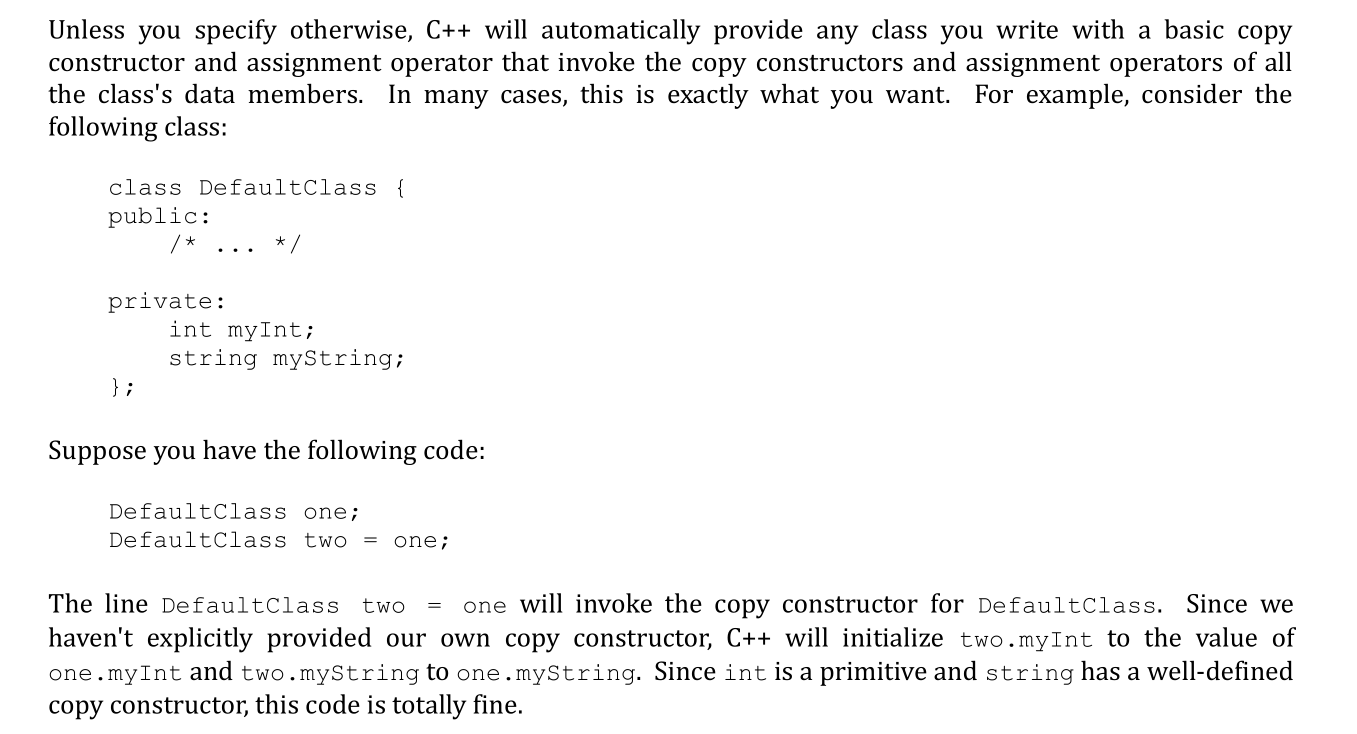 Unless you specify otherwise, C++ will automatically provide any class you write with a basic copy
constructor and assignment operator that invoke the copy constructors and assignment operators of all
the class's data members. In many cases, this is exactly what you want. For example, consider the
following class:
class DefaultClass {
public:
/* ... */
private:
int myInt;
string myString;
};
Suppose you have the following code:
DefaultClass one;
DefaultClass two = one;
The line DefaultClass two = one will invoke the copy constructor for DefaultClass. Since we
haven't explicitly provided our own copy constructor, C++ will initialize two.myInt to the value of
one.myInt and two.myString to one.myString. Since int is a primitive and string has a well-defined
copy constructor, this code is totally fine.